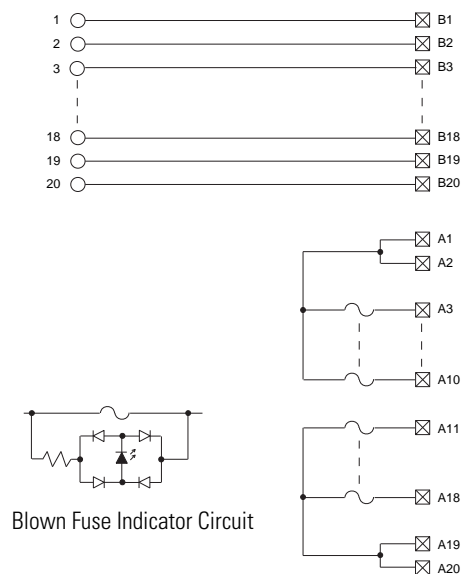 1 B1
2 B2
3 B3
18 B18
19 B19
20 B20
A1
A2
A3
A10
A11
A18
A19
A20
Blown Fuse Indicator Circuit